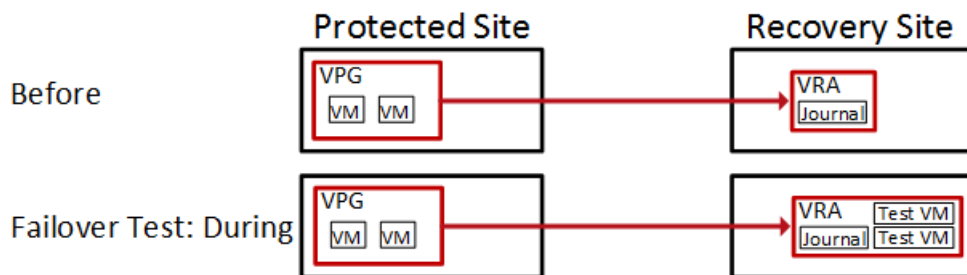 Protected Site
Recovery Site
Before
VPG
VM VM
VRA
Journal
Failover Test: During
VPG
VM VM
VRA Test VM
Journal Test VM